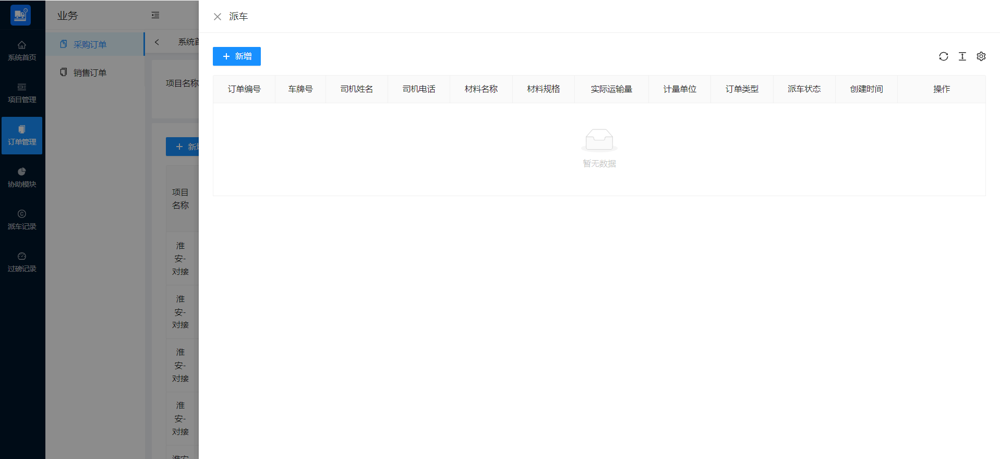 业务
系统首页
项目管理
订单管理
协助模块
派车记录
过磅记录
采购订单
销售订单
系统首
项目名称
新增
项目
名称
淮
安-
对接
淮
安-
对接
淮
安-
对接
淮
安-
对接
淮安
派车
新增
订单编号 车牌号 司机姓名 司机电话 材料名称 材料规格 实际运输量 计量单位 订单类型 派车状态 创建时间 操作
暂无数据